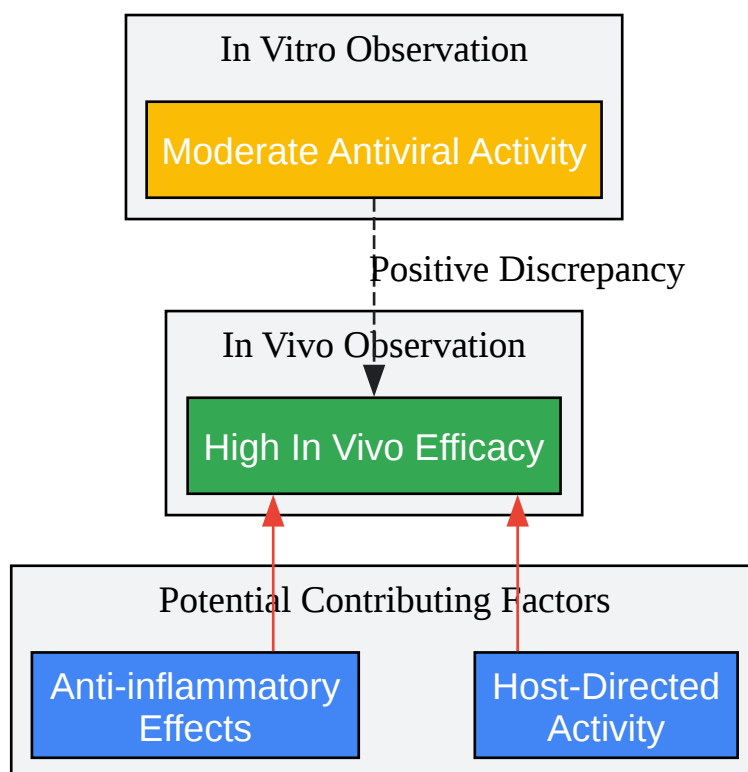 In Vitro Observation
Moderate Antiviral Activity
Positive Discrepancy
In Vivo Observation
High In Vivo Efficacy
Potential Contributing Factors
Anti-inflammatory
Effects
Host-Directed
Activity